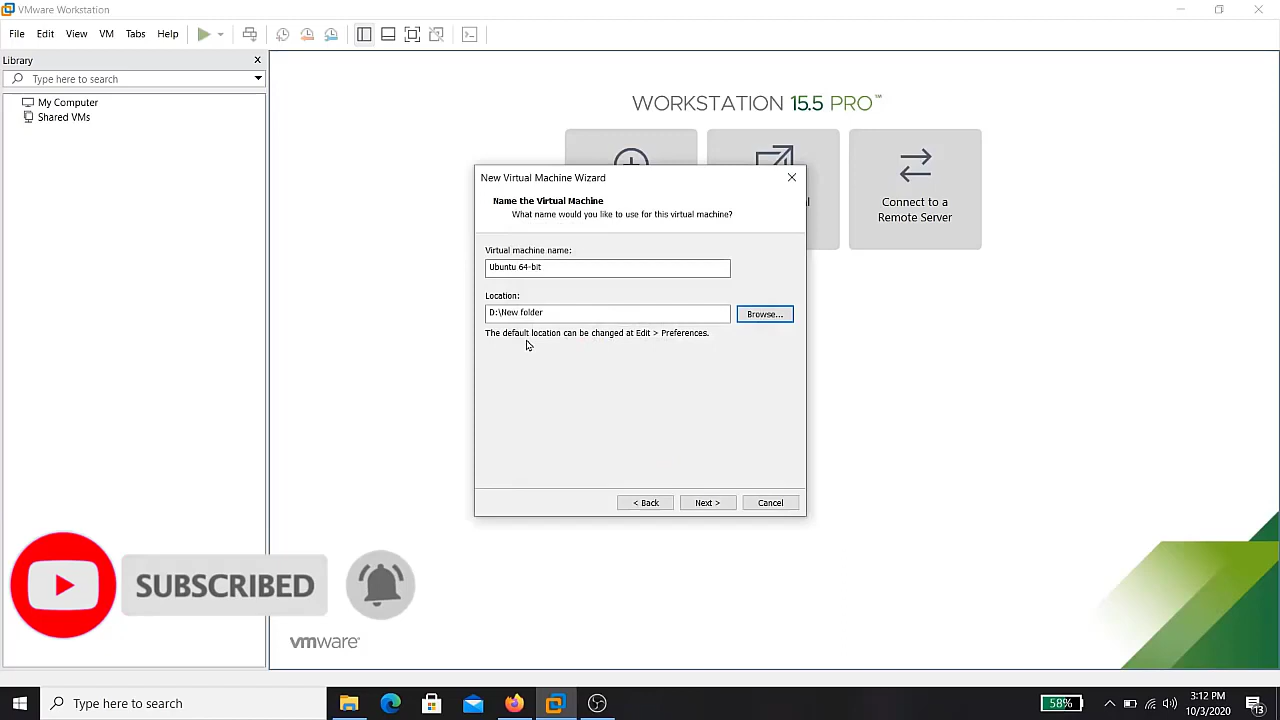 VMware Workstation
File Edit View VM Tabs Help
Library
Type here to search
My Computer
Shared VMs
WORKSTATION 15.5 PRO™
Connect to a
Remote Server
New Virtual Machine Wizard
Name the Virtual Machine
What name would you like to use for this virtual machine?
Virtual machine name:
Ubuntu 64-bit
Location:
D:\New folder
Browse...
The default location can be changed at Edit > Preferences.
< Back Next > Cancel
SUBSCRIBED
vmware
Type here to search
58%
3:12 PM
10/3/2020
13